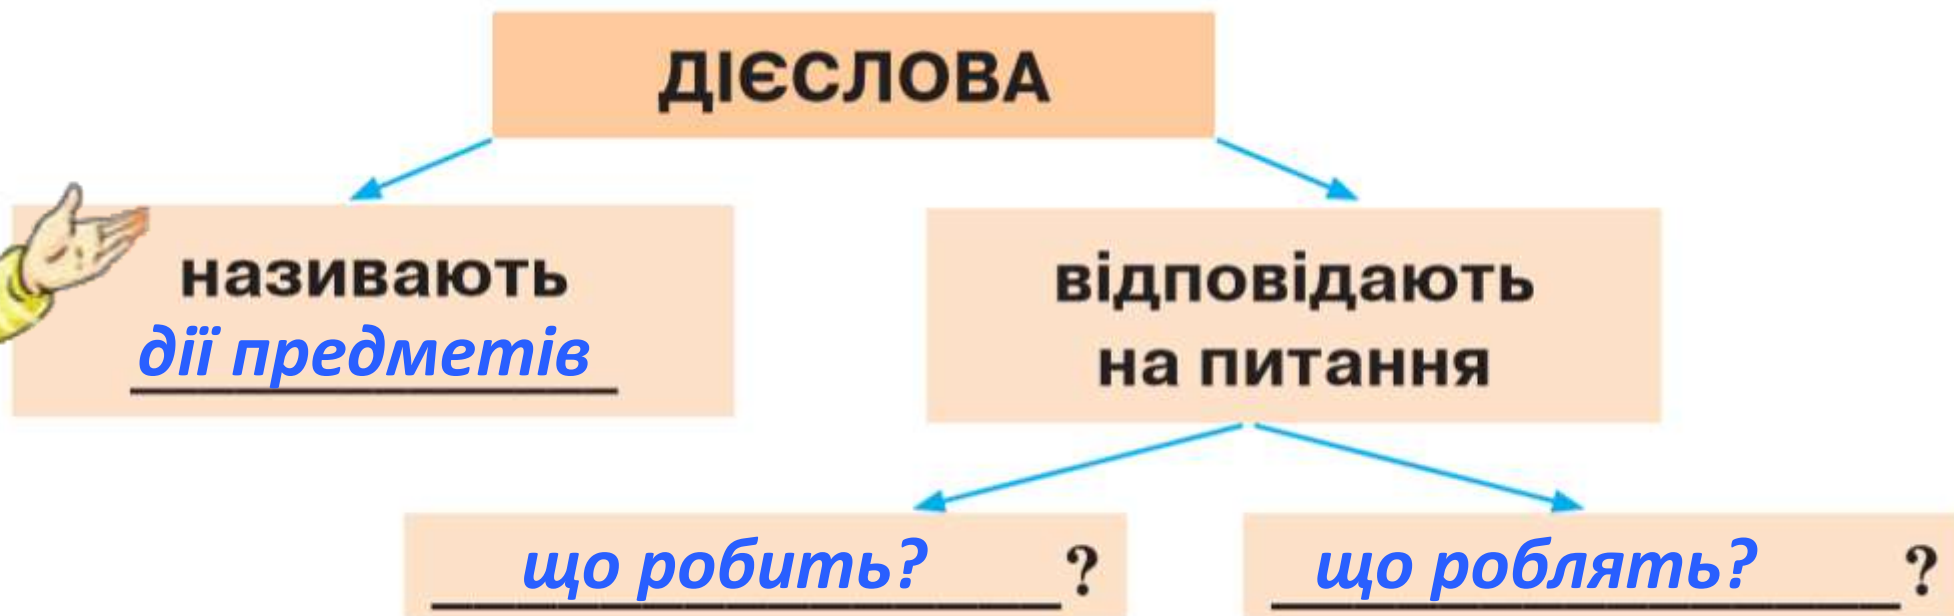 ДІЄСЛОВА
називають
дії предметів
відповідають
на питання
що робить? ?
що роблять? ?